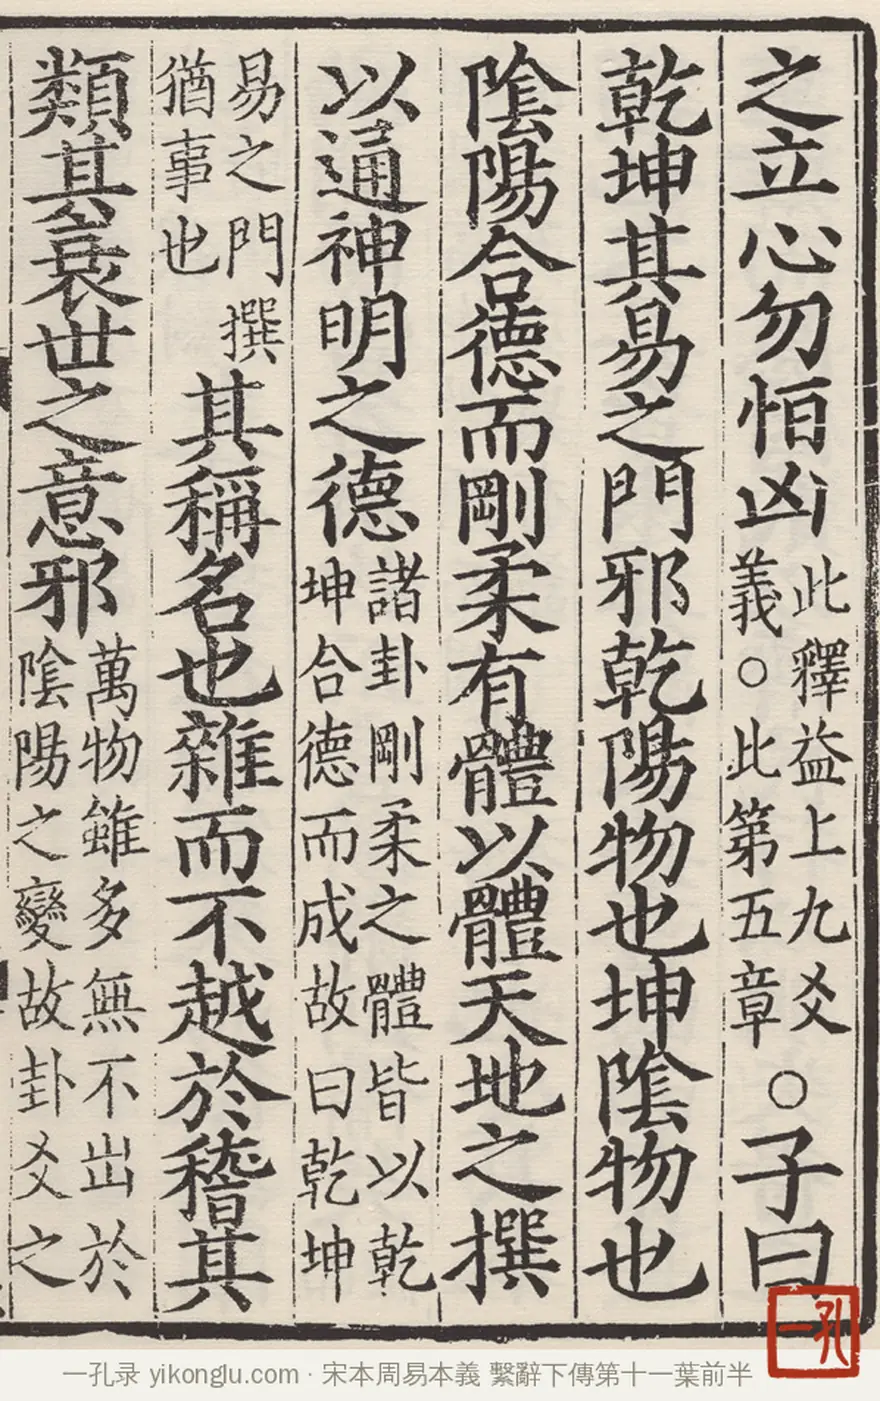 之立心勿恒凶此釋益上九爻義○此第五章○子曰
乾坤其易之門邪乾陽物也坤陰物也
陰陽合德而剛柔有體以體天地之撰
以通神明之德諸卦剛柔之體皆以乾坤合德而成故曰乾坤
易之門撰猶事也其稱名也雜而不越於稽其
類其衰世之意邪萬物雖多無不出於陰陽之變故卦爻之
一孔
一孔录 yikonglu.com · 宋本周易本義 繫辭下傳第十一葉前半